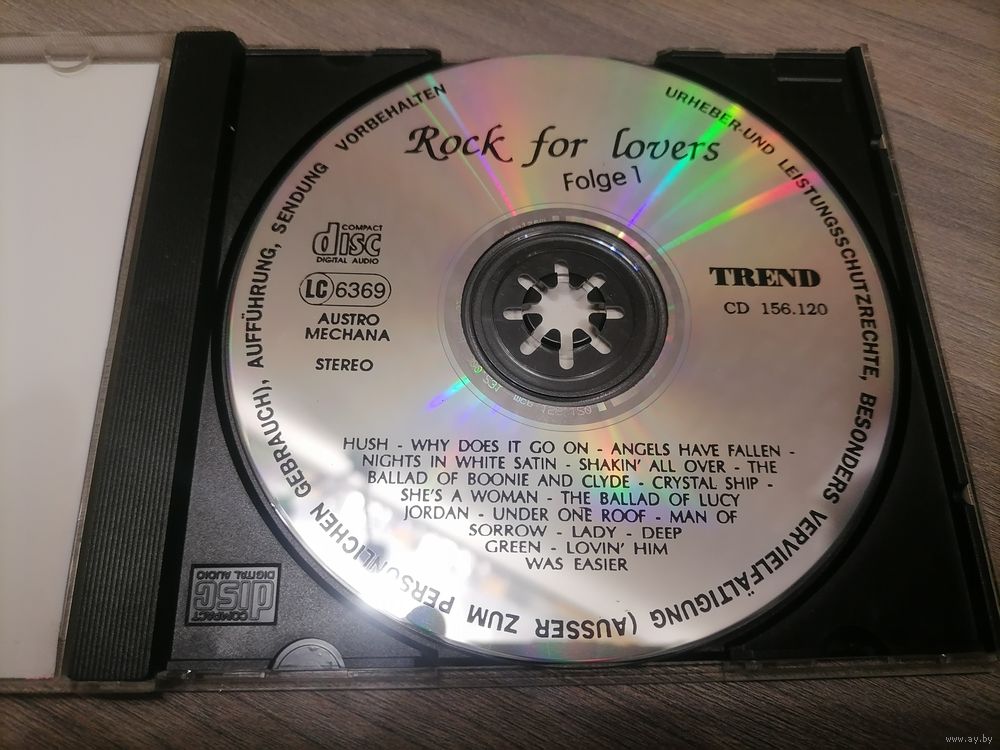 Rock for lovers
Folge 1
URHEBER-UND LEISTUNGSSCHUTZRECHTE, BESONDERS VERVIELFÄLTIGUNG (AUSSER ZUM PERSÖNLICHEN GEBRAUCH), AUFFÜHRUNG, SENDUNG VORBEHALTEN
COMPACT
disc
DIGITAL AUDIO
LC 6369
AUSTRO
MECHANA
STEREO
TREND
CD 156.120
HUSH - WHY DOES IT GO ON - ANGELS HAVE FALLEN -
NIGHTS IN WHITE SATIN - SHAKIN' ALL OVER - THE
BALLAD OF BOONIE AND CLYDE - CRYSTAL SHIP -
SHE'S A WOMAN - THE BALLAD OF LUCY
JORDAN - UNDER ONE ROOF - MAN OF
SORROW - LADY - DEEP
GREEN - LOVIN' HIM
WAS EASIER
COMPACT
disc
DIGITAL AUDIO
www.ay.by